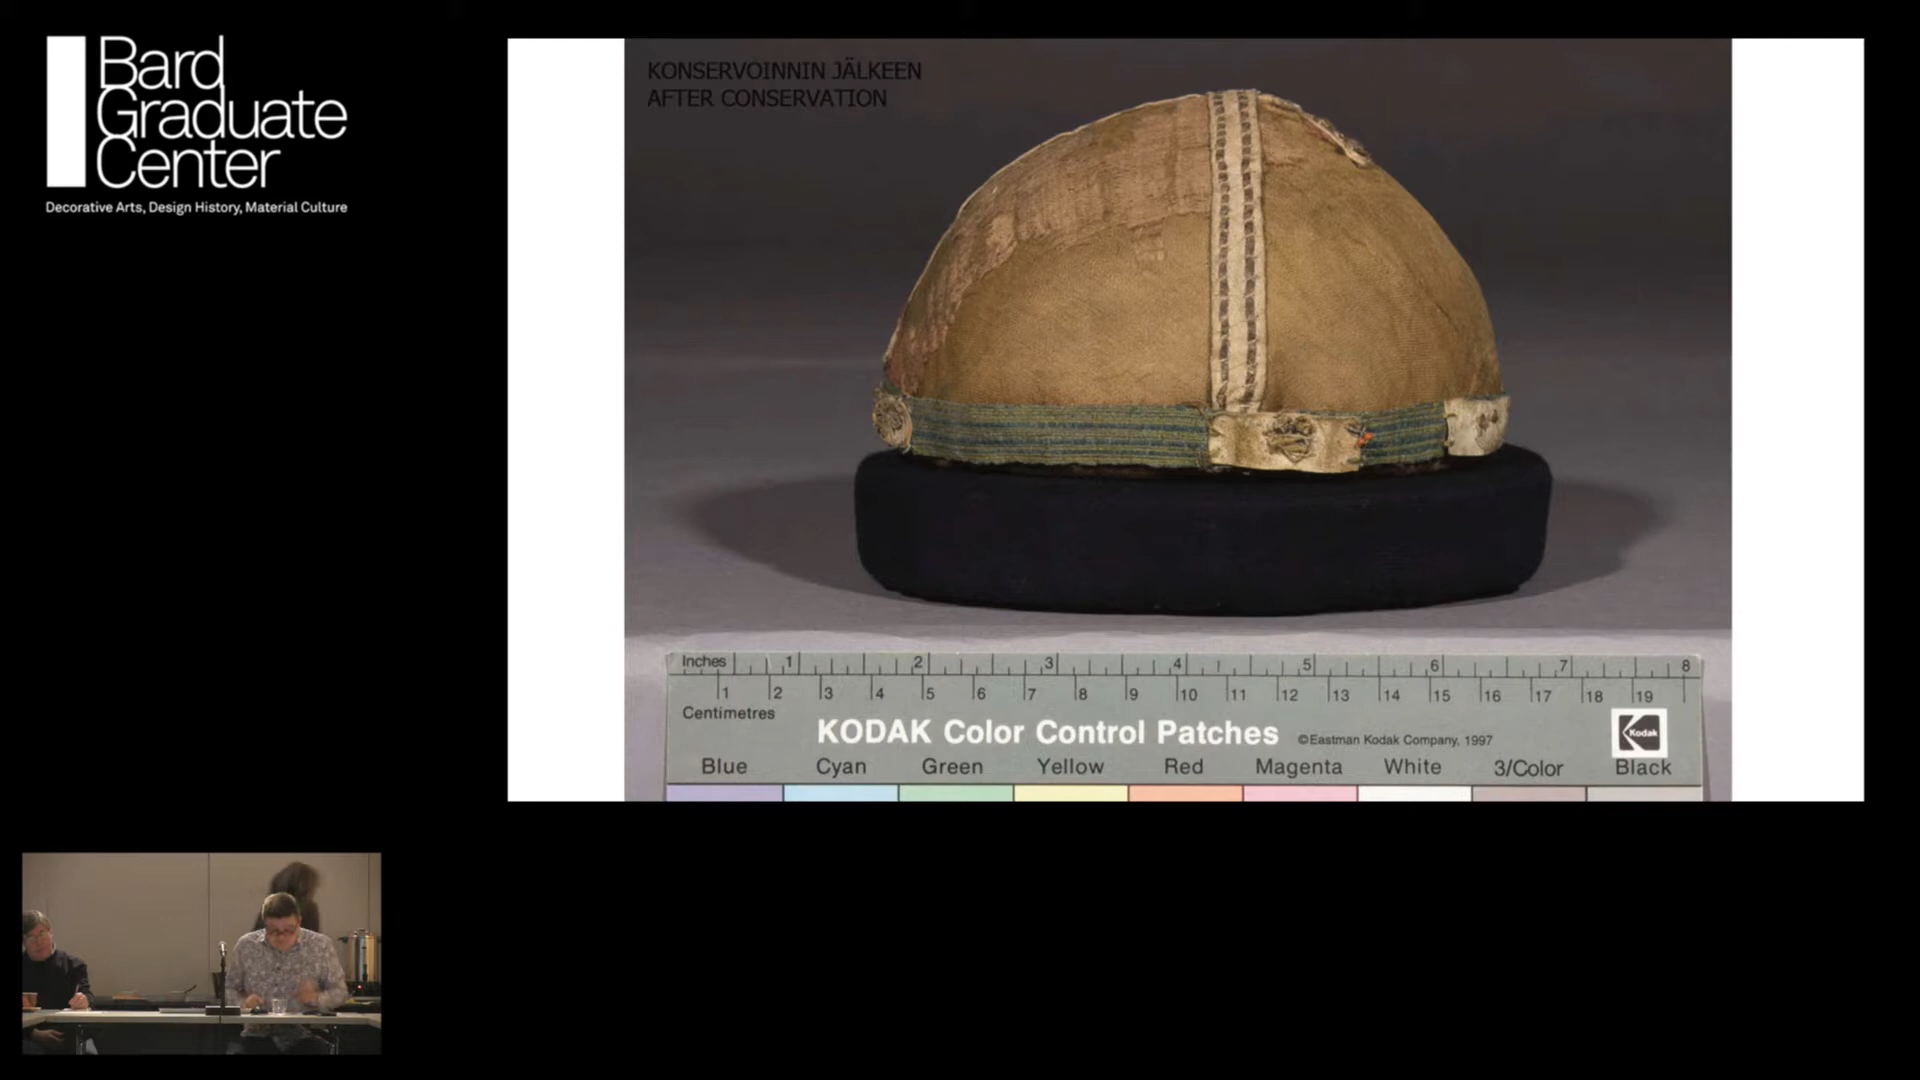 Bard
Graduate
Center
Decorative Arts, Design History, Material Culture
KONSERVOINNIN JÄLKEEN
AFTER CONSERVATION
Inches 1 2 3 4 5 6 7 8
1 2 3 4 5 6 7 8 9 10 11 12 13 14 15 16 17 18 19
Centimetres
KODAK Color Control Patches ©Eastman Kodak Company, 1997 Kodak
Blue Cyan Green Yellow Red Magenta White 3/Color Black